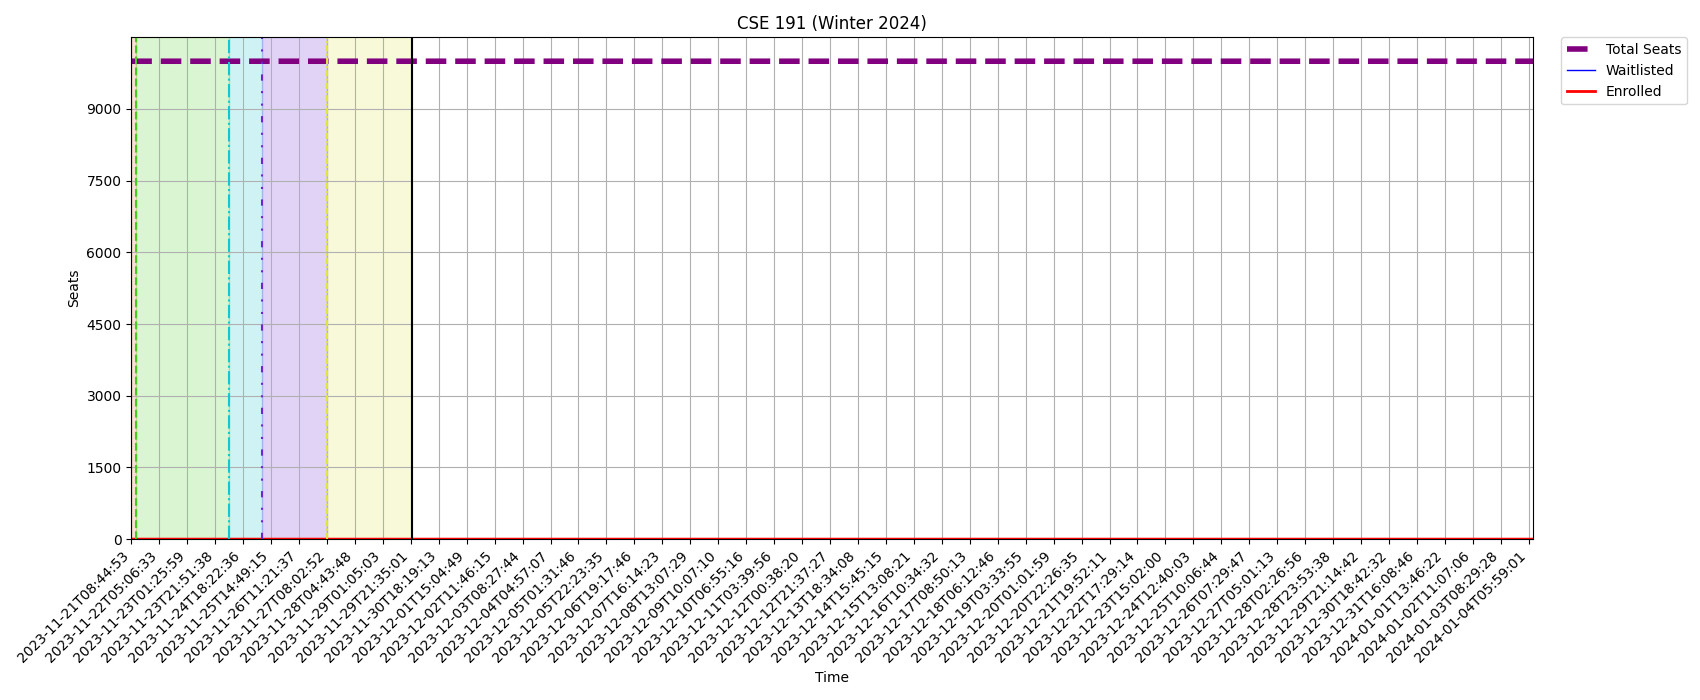 CSE 191 (Winter 2024)
Total Seats
Waitlisted
Enrolled
Seats
9000
7500
6000
4500
3000
1500
0
2023-11-21T08:44:53
2023-11-22T05:06:33
2023-11-23T01:25:59
2023-11-23T21:51:38
2023-11-24T18:22:36
2023-11-25T14:49:15
2023-11-26T11:21:37
2023-11-27T08:02:52
2023-11-28T04:43:48
2023-11-29T01:05:03
2023-11-29T21:35:01
2023-11-30T18:19:13
2023-12-01T15:04:49
2023-12-02T11:46:15
2023-12-03T08:27:44
2023-12-04T04:57:07
2023-12-05T01:31:46
2023-12-05T22:23:35
2023-12-06T19:17:46
2023-12-07T16:14:23
2023-12-08T13:07:29
2023-12-09T10:07:10
2023-12-10T06:55:16
2023-12-11T03:39:56
2023-12-12T00:38:20
2023-12-12T21:37:27
2023-12-13T18:34:08
2023-12-14T15:45:15
2023-12-15T13:08:21
2023-12-16T10:34:32
2023-12-17T08:50:13
2023-12-18T06:12:46
2023-12-19T03:33:55
2023-12-20T01:01:59
2023-12-20T22:26:35
2023-12-21T19:52:11
2023-12-22T17:29:14
2023-12-23T15:02:00
2023-12-24T12:40:03
2023-12-25T10:06:44
2023-12-26T07:29:47
2023-12-27T05:01:13
2023-12-28T02:26:56
2023-12-28T23:53:38
2023-12-29T21:14:42
2023-12-30T18:42:32
2023-12-31T16:08:46
2024-01-01T13:46:22
2024-01-02T11:07:06
2024-01-03T08:29:28
2024-01-04T05:59:01
Time